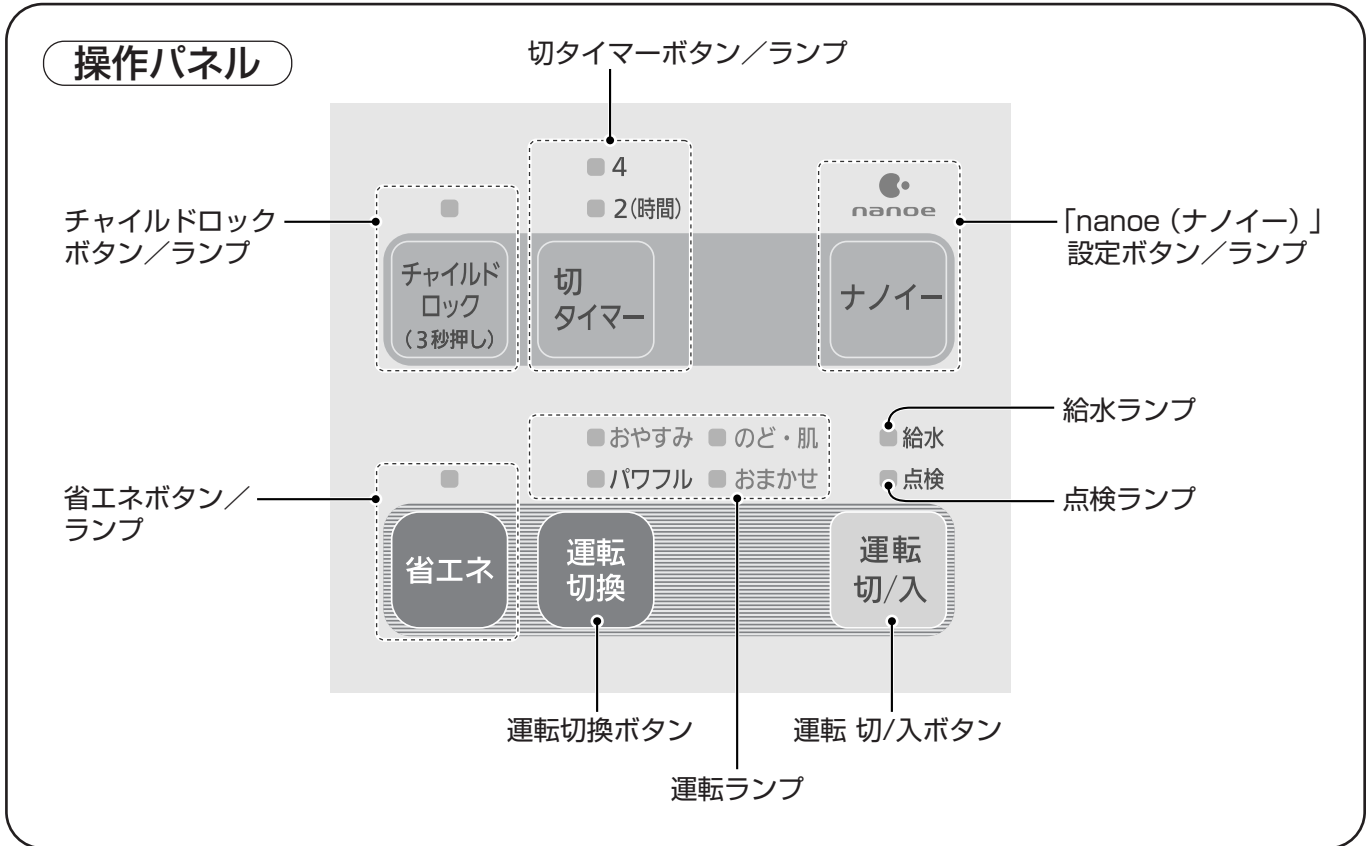 操作パネル
切タイマーボタン／ランプ
チャイルドロック
ボタン／ランプ
4
2(時間)
nanoe
「nanoe（ナノイー）」
設定ボタン／ランプ
チャイルド
ロック
(3秒押し)
切
タイマー
ナノイー
給水ランプ
おやすみ のど・肌 給水
パワフル おまかせ 点検
点検ランプ
省エネボタン／
ランプ
省エネ
運転
切換
運転
切/入
運転切換ボタン
運転 切/入ボタン
運転ランプ